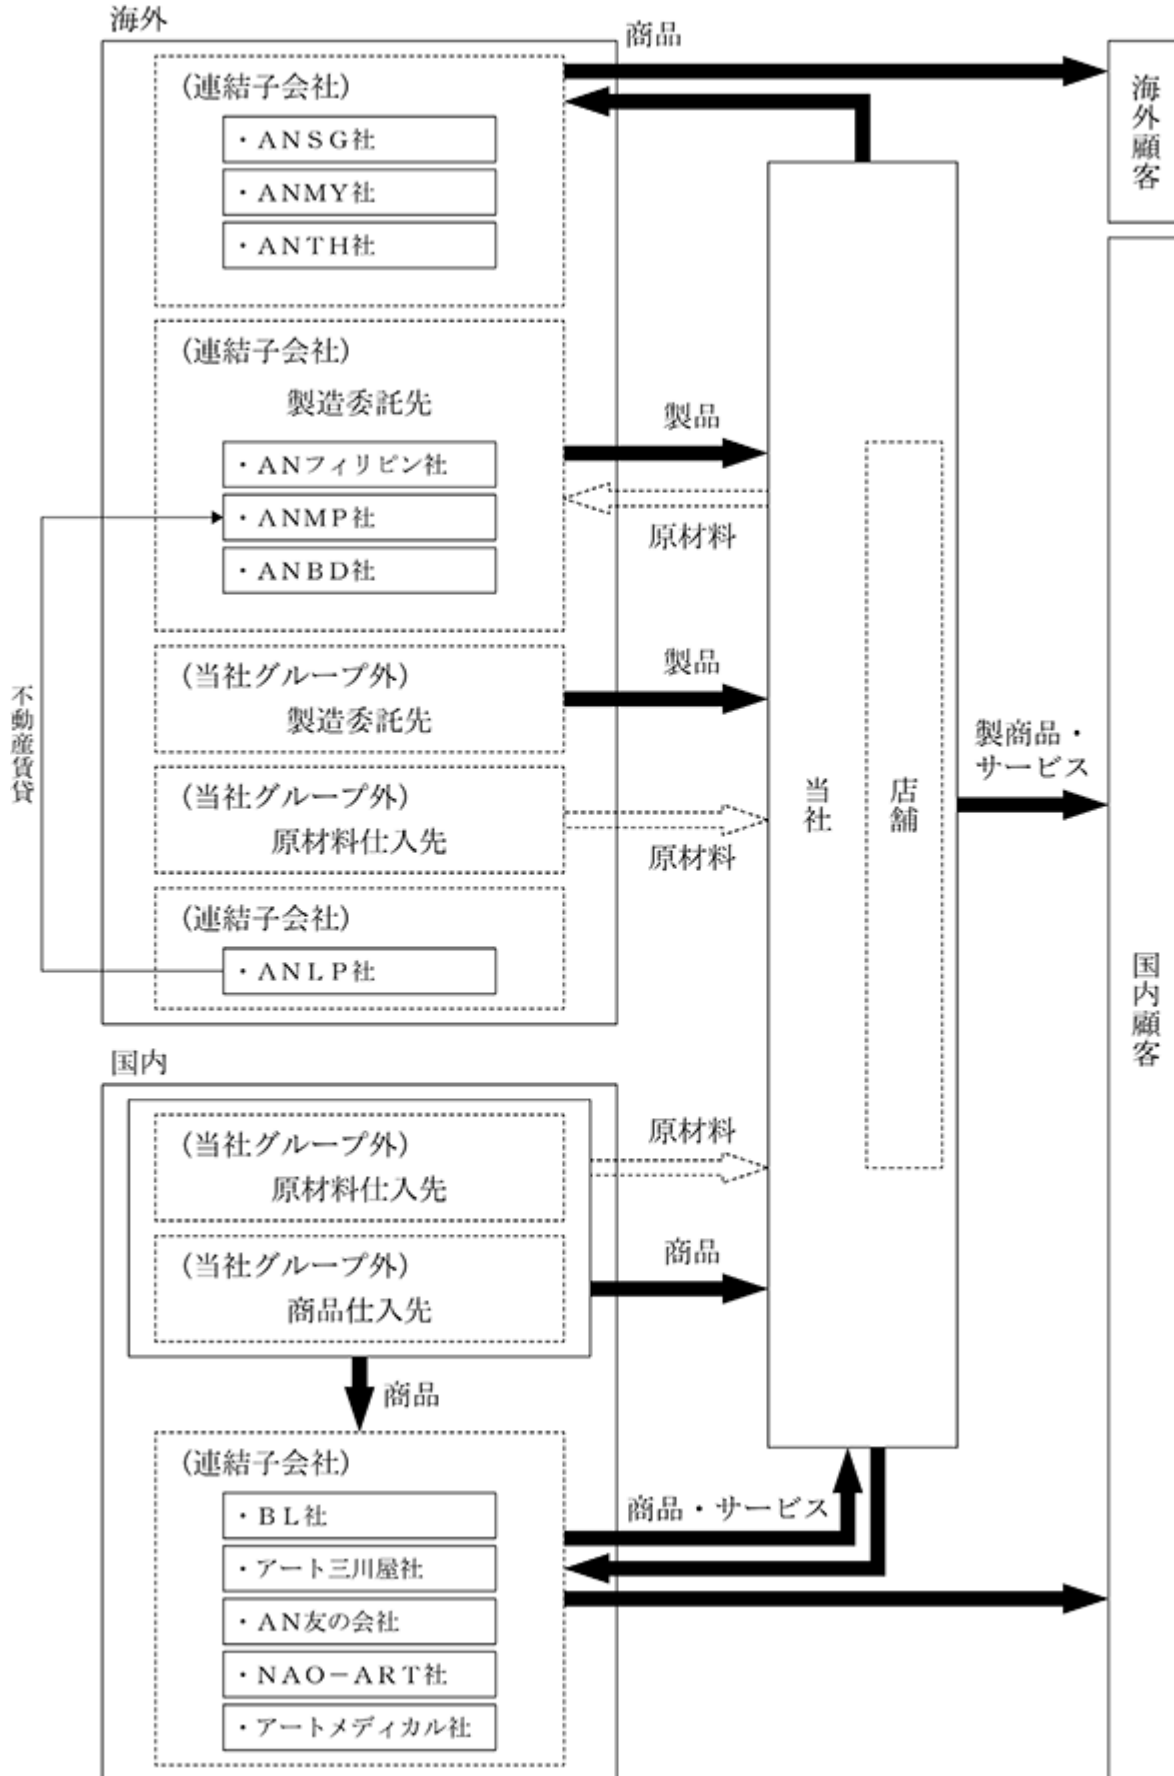 海外
商品
(連結子会社)
・ANSG社
・ANMY社
・ANTH社
海外顧客
(連結子会社)
製造委託先
・ANフィリピン社
・ANMP社
・ANBD社
製品
原材料
(当社グループ外)
製造委託先
製品
不動産賃貸
(当社グループ外)
原材料仕入先
原材料
当社
店舗
製商品・
サービス
(連結子会社)
・ANLP社
国内顧客
国内
(当社グループ外)
原材料仕入先
原材料
(当社グループ外)
商品仕入先
商品
商品
(連結子会社)
・BL社
・アート三川屋社
・AN友の会社
・NAO-ART社
・アートメディカル社
商品・サービス